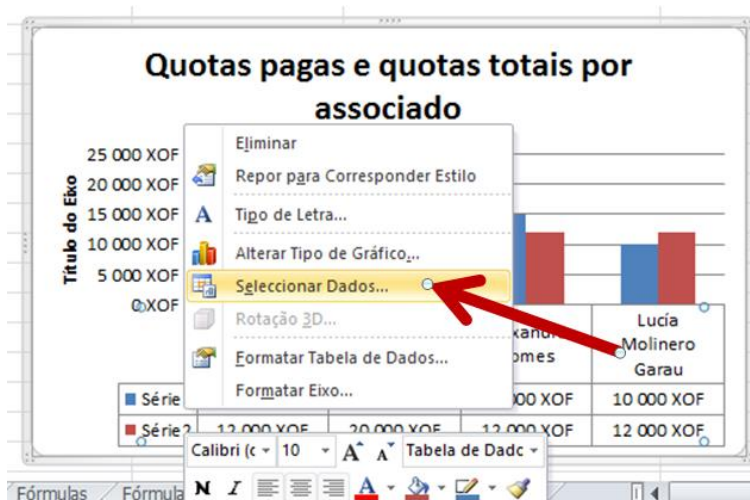 Quotas pagas e quotas totais por
associado
25 000 XOF
20 000 XOF
15 000 XOF
10 000 XOF
5 000 XOF
0 XOF
Título do Eixo
Eliminar
Repor para Corresponder Estilo
Tipo de Letra...
Alterar Tipo de Gráfico...
Seleccionar Dados...
Rotação 3D...
Formatar Tabela de Dados...
Formatar Eixo...
omes
Lucía
Molinero
Garau
Série
000 XOF
10 000 XOF
Série2
12 000 XOF
20 000 XOF
12 000 XOF
12 000 XOF
Calibri (c
10
A A
Tabela de Dadc
N I
A
Fórmulas
Fórmula